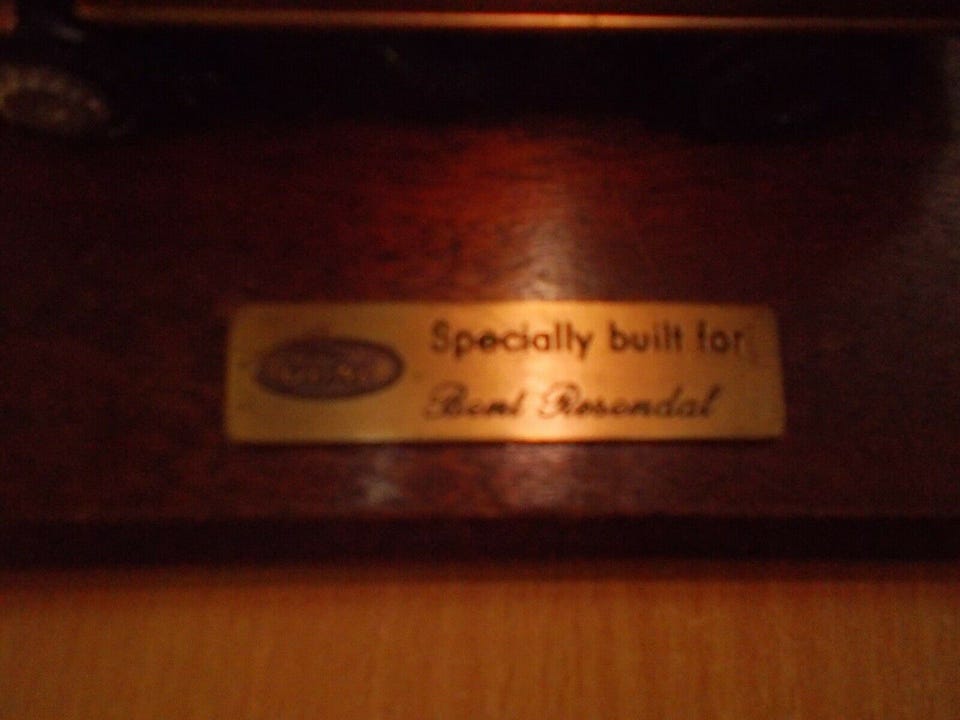 Specially built for
Bent Rosendal